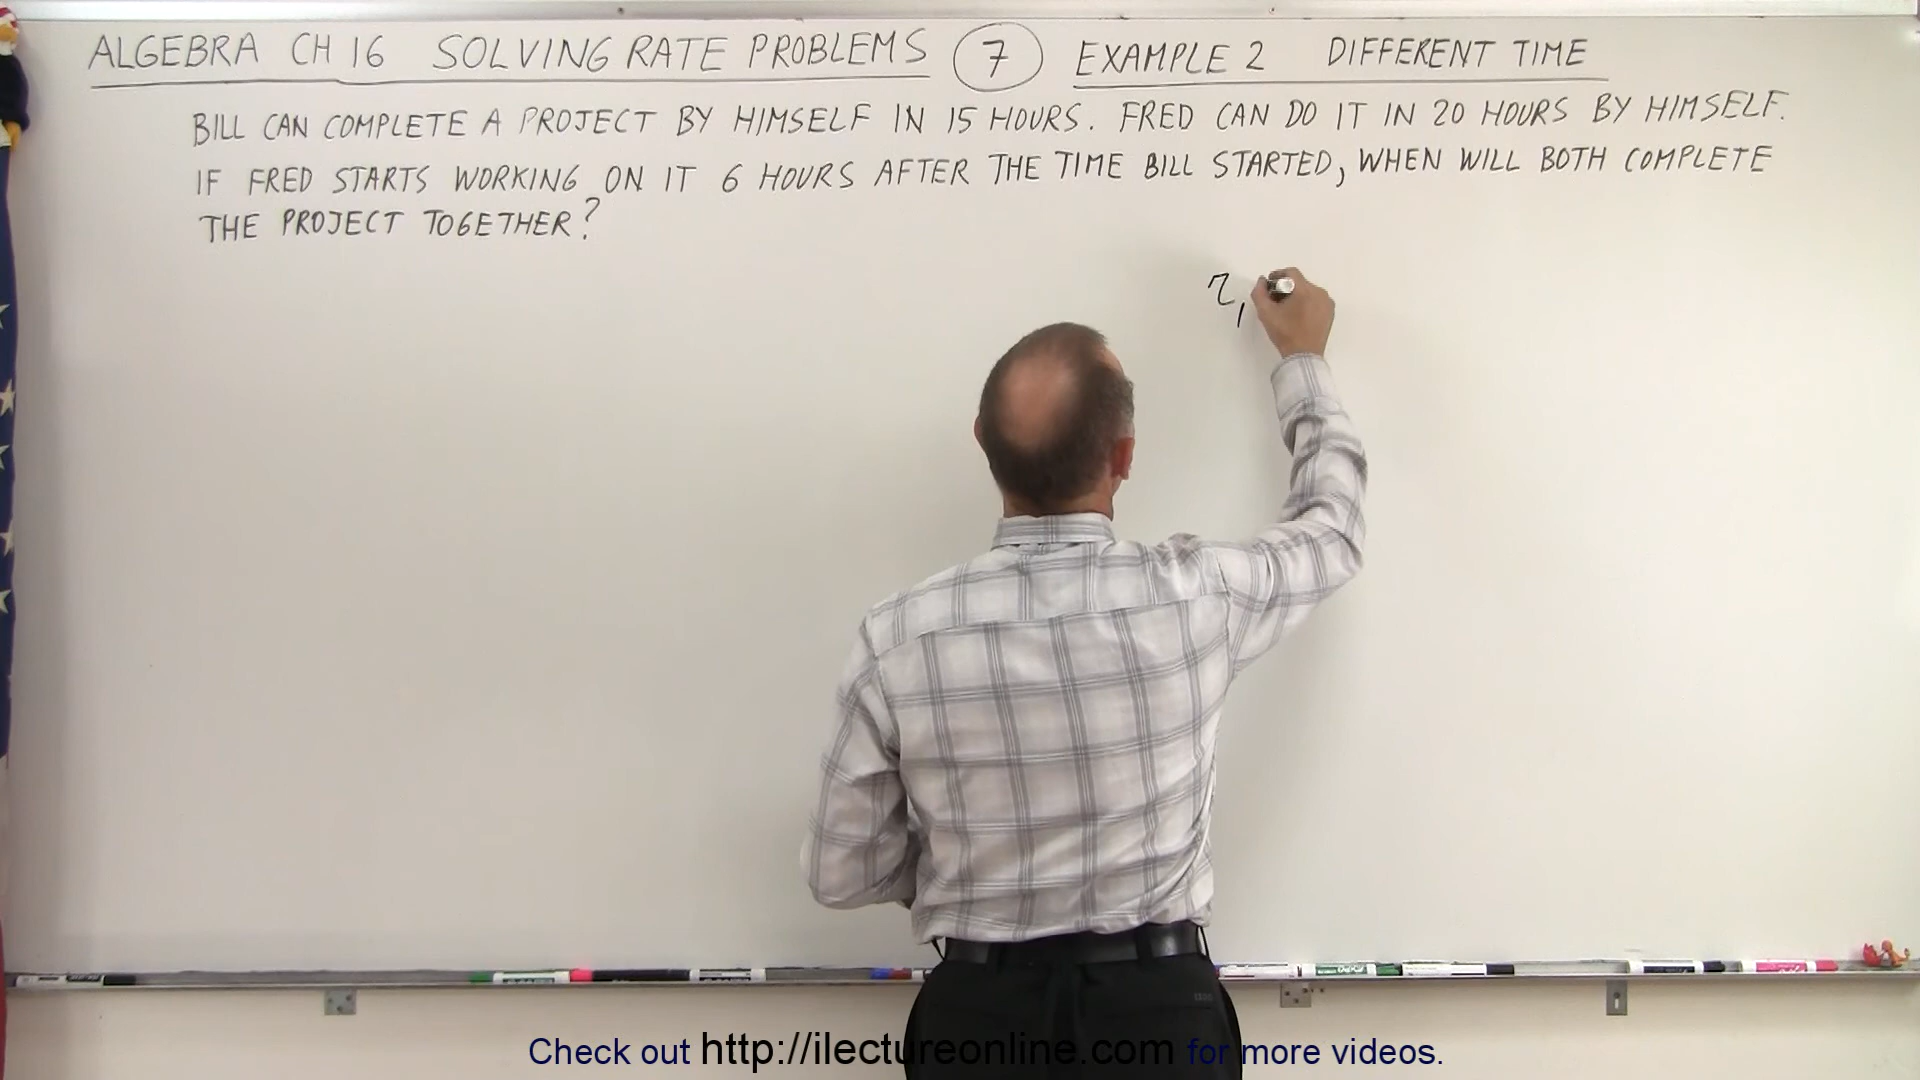 ALGEBRA CH 16 SOLVING RATE PROBLEMS 7 EXAMPLE 2 DIFFERENT TIME
BILL CAN COMPLETE A PROJECT BY HIMSELF IN 15 HOURS. FRED CAN DO IT IN 20 HOURS BY HIMSELF.
IF FRED STARTS WORKING ON IT 6 HOURS AFTER THE TIME BILL STARTED, WHEN WILL BOTH COMPLETE
THE PROJECT TOGETHER?
r₁
Check out http://ilectureonline.com for more videos.